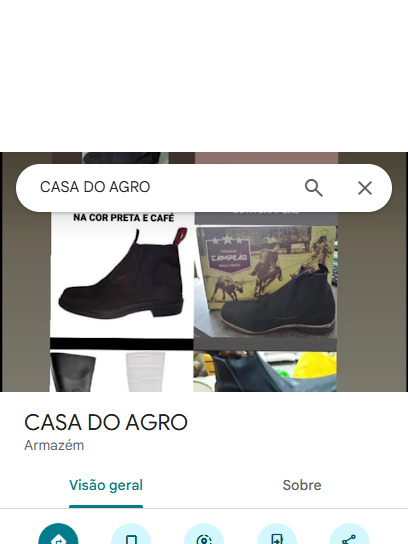 CASA DO AGRO
NA COR PRETA E CAFÉ
CAMPEÃO
CASA DO AGRO
Armazém
Visão geral
Sobre